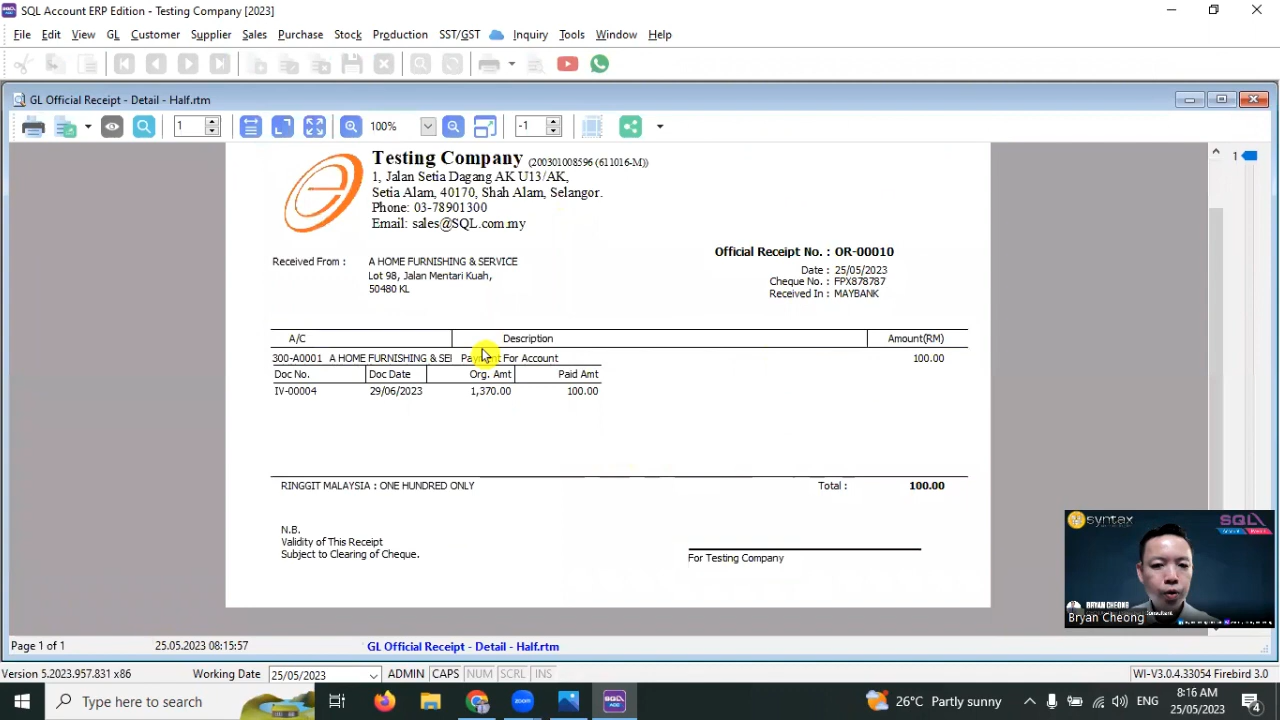 SQL Account ERP Edition - Testing Company [2023]
File Edit View GL Customer Supplier Sales Purchase Stock Production SST/GST Inquiry Tools Window Help
GL Official Receipt - Detail - Half.rtm
1 100% -1
1
Testing Company (200301008596 (611016-M))
1, Jalan Setia Dagang AK U13/AK,
Setia Alam, 40170, Shah Alam, Selangor.
Phone: 03-78901300
Email: sales@SQL.com.my
Official Receipt No. : OR-00010
Received From : A HOME FURNISHING & SERVICE
Lot 98, Jalan Mentari Kuah,
50480 KL
Date : 25/05/2023
Cheque No. : FPX878787
Received In : MAYBANK
A/C Description Amount(RM)
300-A0001 A HOME FURNISHING & SEI Payment For Account 100.00
Doc No. Doc Date Org. Amt Paid Amt
IV-00004 29/06/2023 1,370.00 100.00
RINGGIT MALAYSIA : ONE HUNDRED ONLY Total : 100.00
N.B.
Validity of This Receipt
Subject to Clearing of Cheque.
For Testing Company
syntax SQL
BRYAN CHEONG
Bryan Cheong
Page 1 of 1 25.05.2023 08:15:57 GL Official Receipt - Detail - Half.rtm
Version 5.2023.957.831 x86 Working Date 25/05/2023 ADMIN CAPS NUM SCRL INS WI-V3.0.4.33054 Firebird 3.0
Type here to search zoom SQL 26°C Partly sunny ENG 8:16 AM
25/05/2023 4